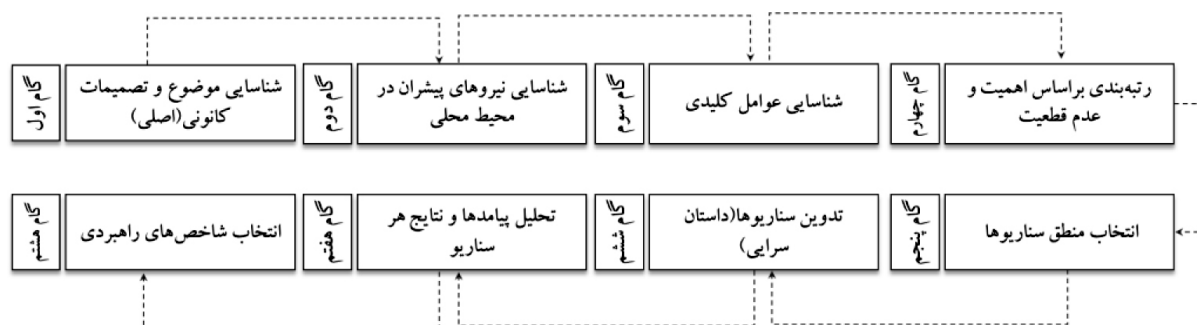 گام اول
شناسایی موضوع و تصمیمات
کانونی(اصلی)
گام دوم
شناسایی نیروهای پیشران در
محیط محلی
گام سوم
شناسایی عوامل کلیدی
گام چهارم
رتبه‌بندی براساس اهمیت و
عدم قطعیت
گام پنجم
انتخاب منطق سناریوها
گام ششم
تدوین سناریوها(داستان
سرایی)
گام هفتم
تحلیل پیامدها و نتایج هر
سناریو
گام هشتم
انتخاب شاخص‌های راهبردی